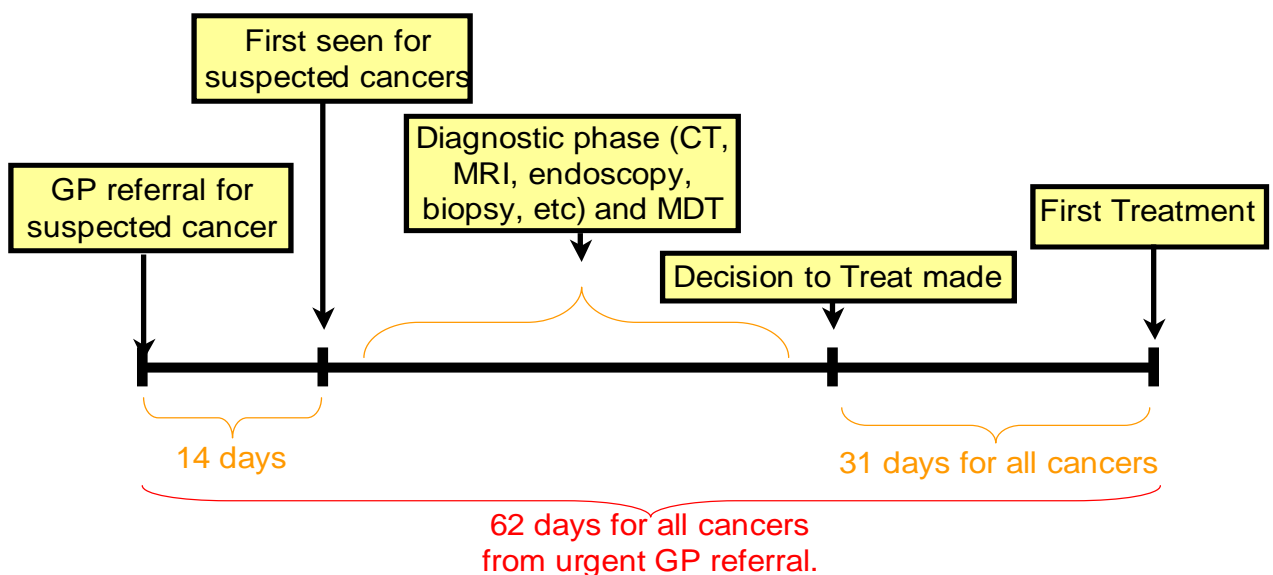 First seen for
suspected cancers
Diagnostic phase (CT,
MRI, endoscopy,
biopsy, etc) and MDT
GP referral for
suspected cancer
First Treatment
Decision to Treat made
14 days
31 days for all cancers
62 days for all cancers
from urgent GP referral.